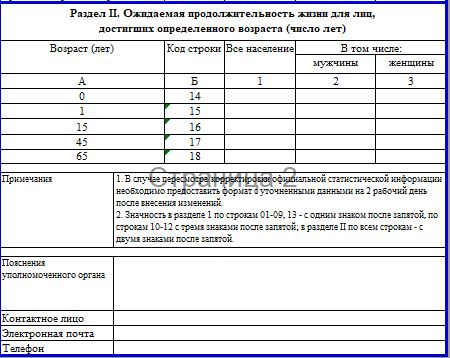 Раздел II. Ожидаемая продолжительность жизни для лиц,
достигших определенного возраста (число лет)
Возраст (лет) Код строки Все население В том числе:
мужчины женщины
А Б 1 2 3
0 14
1 15
15 16
45 17
65 18
Примечания
1. В случае пересмотра/корректировки официальной статистической информации
необходимо предоставить формат d уточненными данными на 2 рабочий день
после внесения изменений.
2. Значность в разделе 1 по строкам 01-09, 13 - с одним знаком после запятой, по
строкам 10-12 с тремя знаками после запятой; в разделе II по всем строкам - с
двумя знаками после запятой.
Страница 2
Пояснения
уполномоченного органа
Контактное лицо
Электронная почта
Телефон